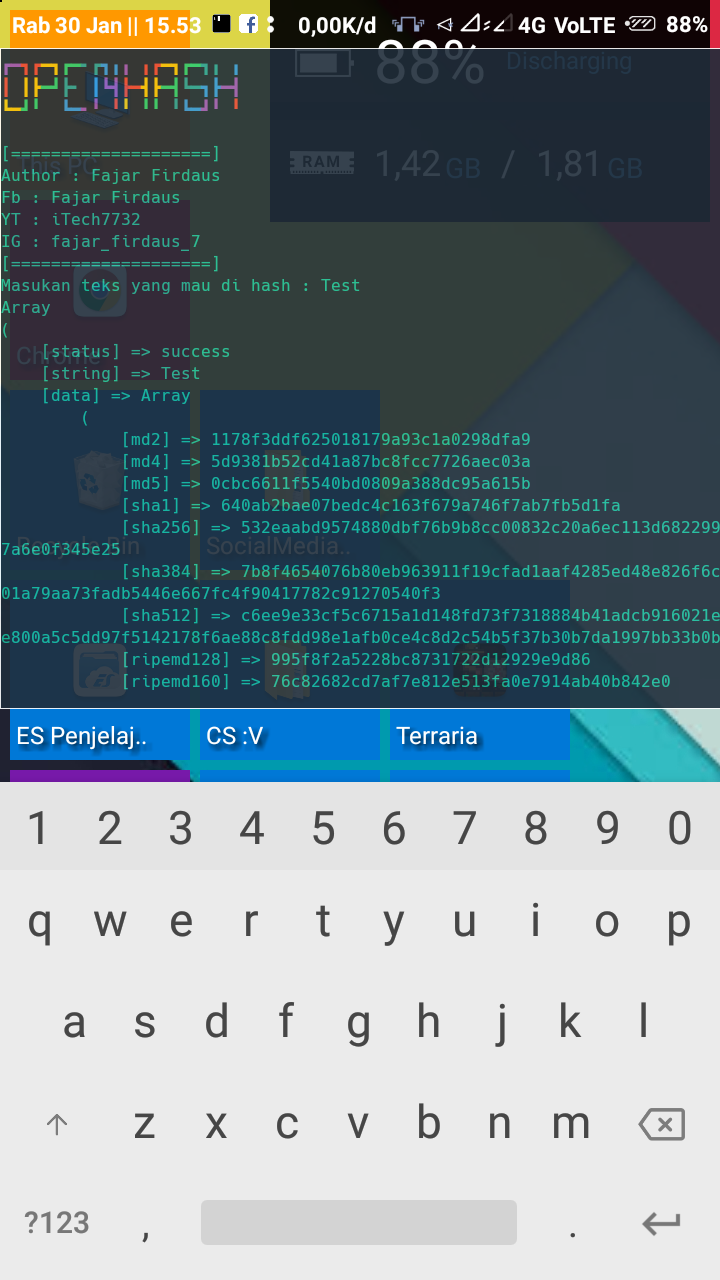 Rab 30 Jan || 15.53
0,00K/d
4G VoLTE
88%
88% Discharging
RAM 1,42 GB / 1,81 GB
OPENHASH
[=====================]
Author : Fajar Firdaus
Fb : Fajar Firdaus
YT : iTech7732
IG : fajar_firdaus_7
[=====================]
Masukan teks yang mau di hash : Test
Array
(
[status] => success
[string] => Test
[data] => Array
(
[md2] => 1178f3ddf625018179a93c1a0298dfa9
[md4] => 5d9381b52cd41a87bc8fcc7726aec03a
[md5] => 0cbc6611f5540bd0809a388dc95a615b
[sha1] => 640ab2bae07bedc4c163f679a746f7ab7fb5d1fa
[sha256] => 532eaabd9574880dbf76b9b8cc00832c20a6ec113d682299
7a6e0f345e25
[sha384] => 7b8f4654076b80eb963911f19cfad1aaf4285ed48e826f6c
01a79aa73fadb5446e667fc4f90417782c91270540f3
[sha512] => c6ee9e33cf5c6715a1d148fd73f7318884b41adcb916021e
e800a5c5dd97f5142178f6ae88c8fdd98e1afb0ce4c8d2c54b5f37b30b7da1997bb33b0b
[ripemd128] => 995f8f2a5228bc8731722d12929e9d86
[ripemd160] => 76c82682cd7af7e812e513fa0e7914ab40b842e0
This PC
Chrome
Recycle Bin
SocialMedia..
ES Penjelaj..
CS :V
Terraria
1 2 3 4 5 6 7 8 9 0
q w e r t y u i o p
a s d f g h j k l
z x c v b n m
?123 , .